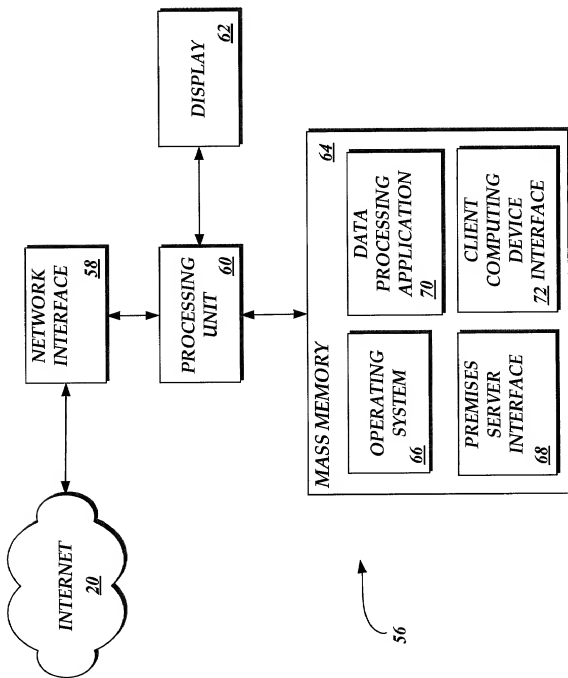 INTERNET
20
NETWORK
INTERFACE
58
PROCESSING
UNIT
60
DISPLAY
62
MASS MEMORY
64
OPERATING
SYSTEM
66
DATA
PROCESSING
APPLICATION
70
PREMISES
SERVER
INTERFACE
68
CLIENT
COMPUTING
DEVICE
72 INTERFACE
56